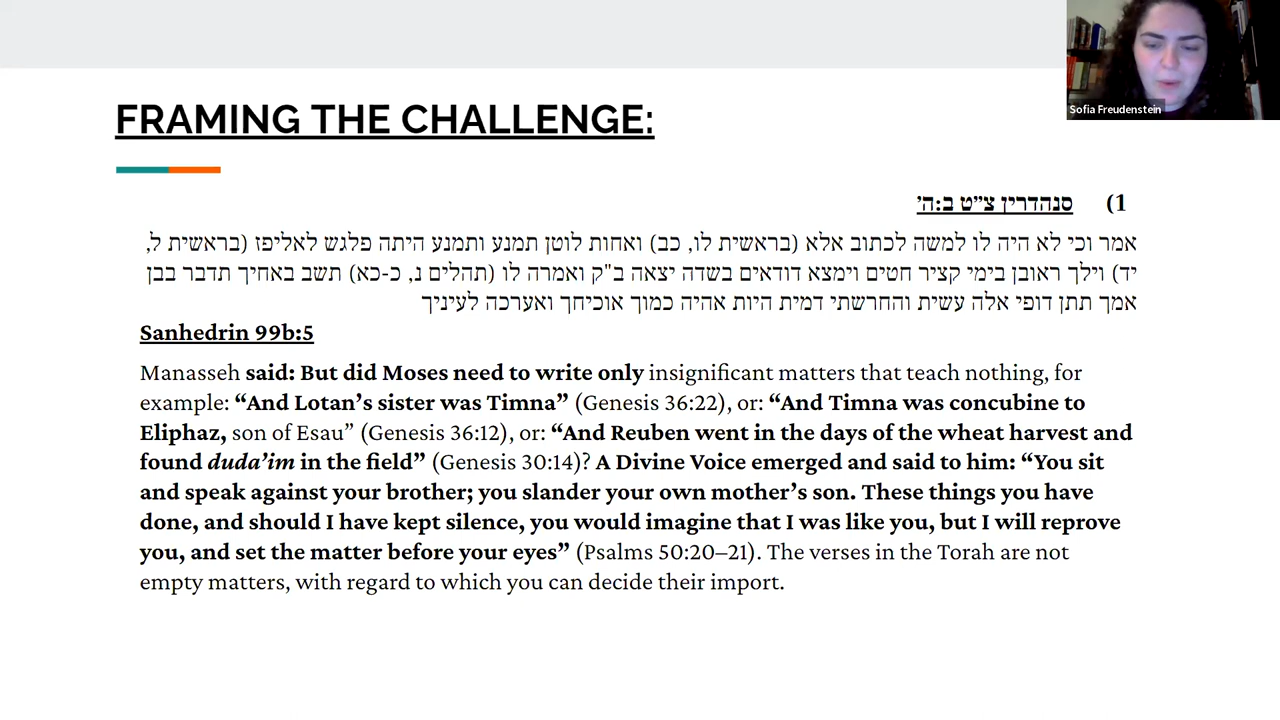 FRAMING THE CHALLENGE:
Sofia Freudenstein
1) סנהדרין צ״ט ב:ה׳
אמר וכי לא היה לו למשה לכתוב אלא (בראשית לו, כב) ואחות לוטן תמנע ותמנע היתה פלגש לאליפז (בראשית ל,
יד) וילך ראובן בימי קציר חטים וימצא דודאים בשדה יצאה ב"ק ואמרה לו (תהלים נ, כ-כא) תשב באחיך תדבר בבן
אמך תתן דופי אלה עשית והחרשתי דמית היות אהיה כמוך אוכיחך ואערכה לעיניך
Sanhedrin 99b:5
Manasseh said: But did Moses need to write only insignificant matters that teach nothing, for
example: “And Lotan’s sister was Timna” (Genesis 36:22), or: “And Timna was concubine to
Eliphaz, son of Esau” (Genesis 36:12), or: “And Reuben went in the days of the wheat harvest and
found duda’im in the field” (Genesis 30:14)? A Divine Voice emerged and said to him: “You sit
and speak against your brother; you slander your own mother’s son. These things you have
done, and should I have kept silence, you would imagine that I was like you, but I will reprove
you, and set the matter before your eyes” (Psalms 50:20–21). The verses in the Torah are not
empty matters, with regard to which you can decide their import.